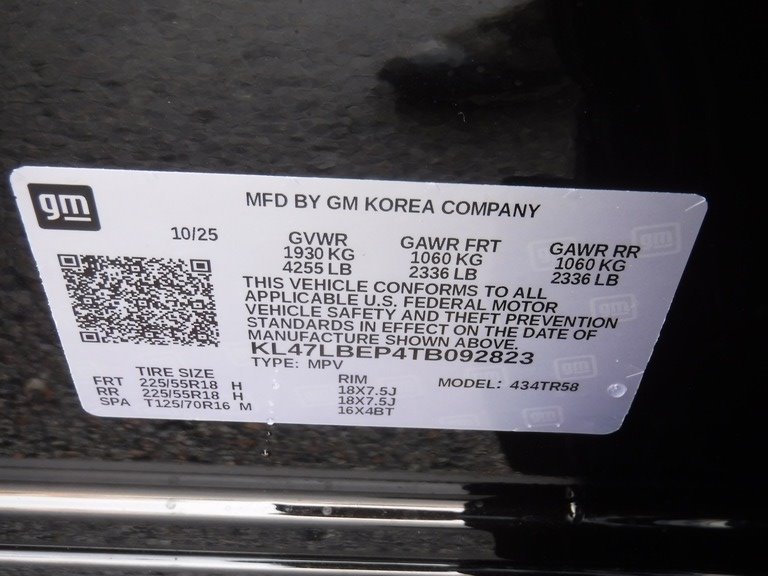 gm
MFD BY GM KOREA COMPANY
10/25
GVWR
1930 KG
4255 LB
GAWR FRT
1060 KG
2336 LB
GAWR RR
1060 KG
2336 LB
THIS VEHICLE CONFORMS TO ALL
APPLICABLE U.S. FEDERAL MOTOR
VEHICLE SAFETY AND THEFT PREVENTION
STANDARDS IN EFFECT ON THE DATE OF
MANUFACTURE SHOWN ABOVE.
KL47LBEP4TB092823
TYPE: MPV
TIRE SIZE
FRT 225/55R18 H
RR 225/55R18 H
SPA T125/70R16 M
RIM
18X7.5J
18X7.5J
16X4BT
MODEL: 434TR58